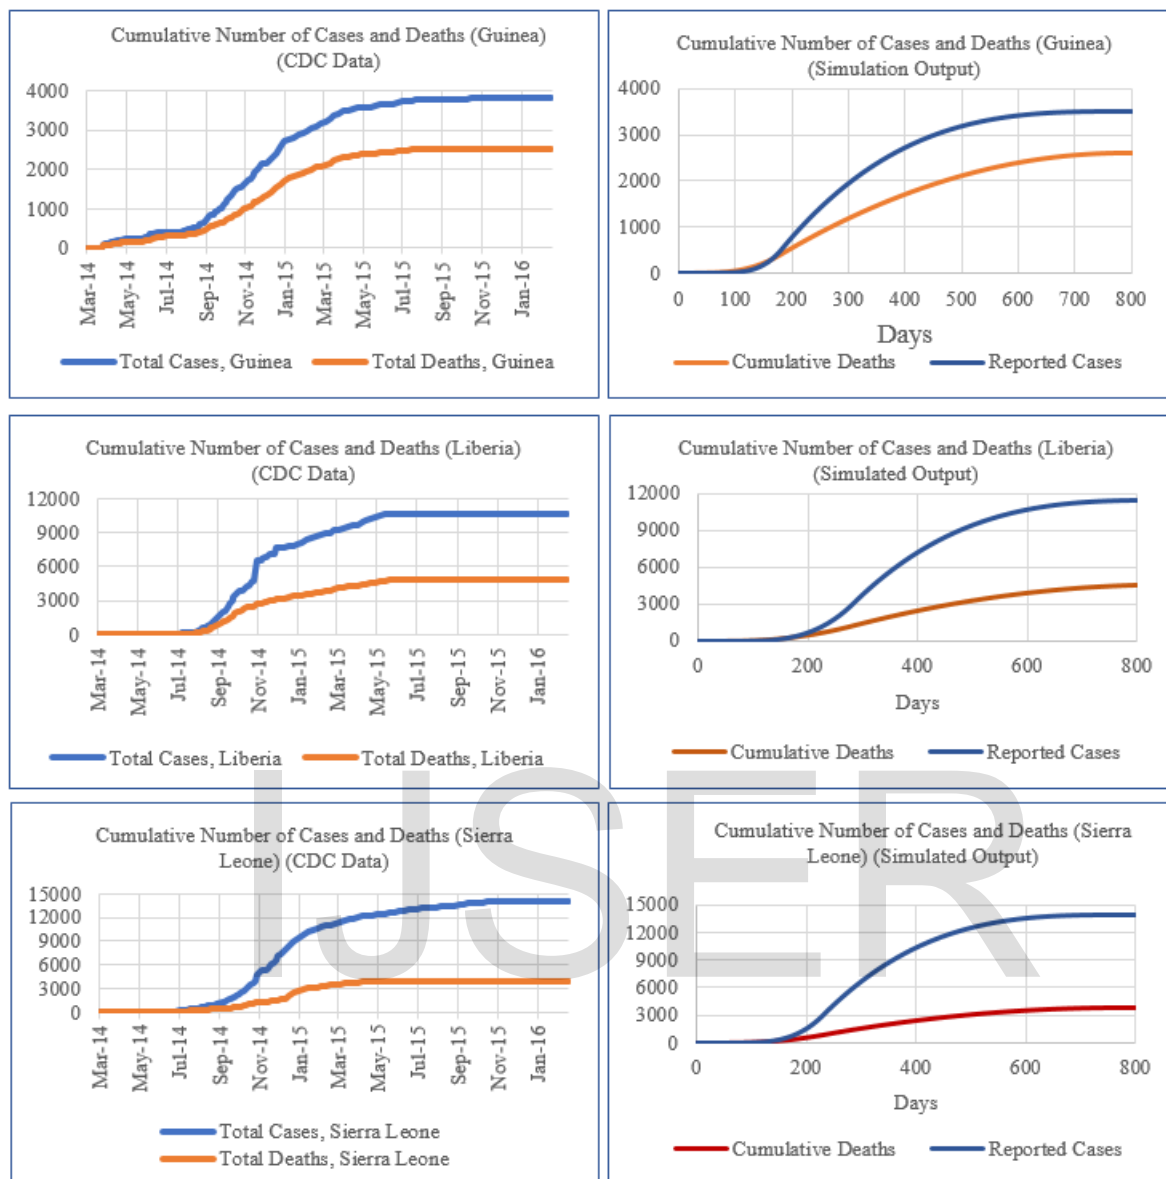 Cumulative Number of Cases and Deaths (Guinea)
(CDC Data)
4000
3000
2000
1000
0
Mar-14
May-14
Jul-14
Sep-14
Nov-14
Jan-15
Mar-15
May-15
Jul-15
Sep-15
Nov-15
Jan-16
Total Cases, Guinea
Total Deaths, Guinea
Cumulative Number of Cases and Deaths (Guinea)
(Simulation Output)
4000
3000
2000
1000
0
0 100 200 300 400 500 600 700 800
Days
Cumulative Deaths
Reported Cases
Cumulative Number of Cases and Deaths (Liberia)
(CDC Data)
12000
9000
6000
3000
0
Mar-14
May-14
Jul-14
Sep-14
Nov-14
Jan-15
Mar-15
May-15
Jul-15
Sep-15
Nov-15
Jan-16
Total Cases, Liberia
Total Deaths, Liberia
Cumulative Number of Cases and Deaths (Liberia)
(Simulated Output)
12000
9000
6000
3000
0
0 200 400 600 800
Days
Cumulative Deaths
Reported Cases
Cumulative Number of Cases and Deaths (Sierra
Leone) (CDC Data)
15000
12000
9000
6000
3000
0
Mar-14
May-14
Jul-14
Sep-14
Nov-14
Jan-15
Mar-15
May-15
Jul-15
Sep-15
Nov-15
Jan-16
Total Cases, Sierra Leone
Total Deaths, Sierra Leone
Cumulative Number of Cases and Deaths (Sierra
Leone) (Simulated Output)
15000
12000
9000
6000
3000
0
0 200 400 600 800
Days
Cumulative Deaths
Reported Cases
IJSER